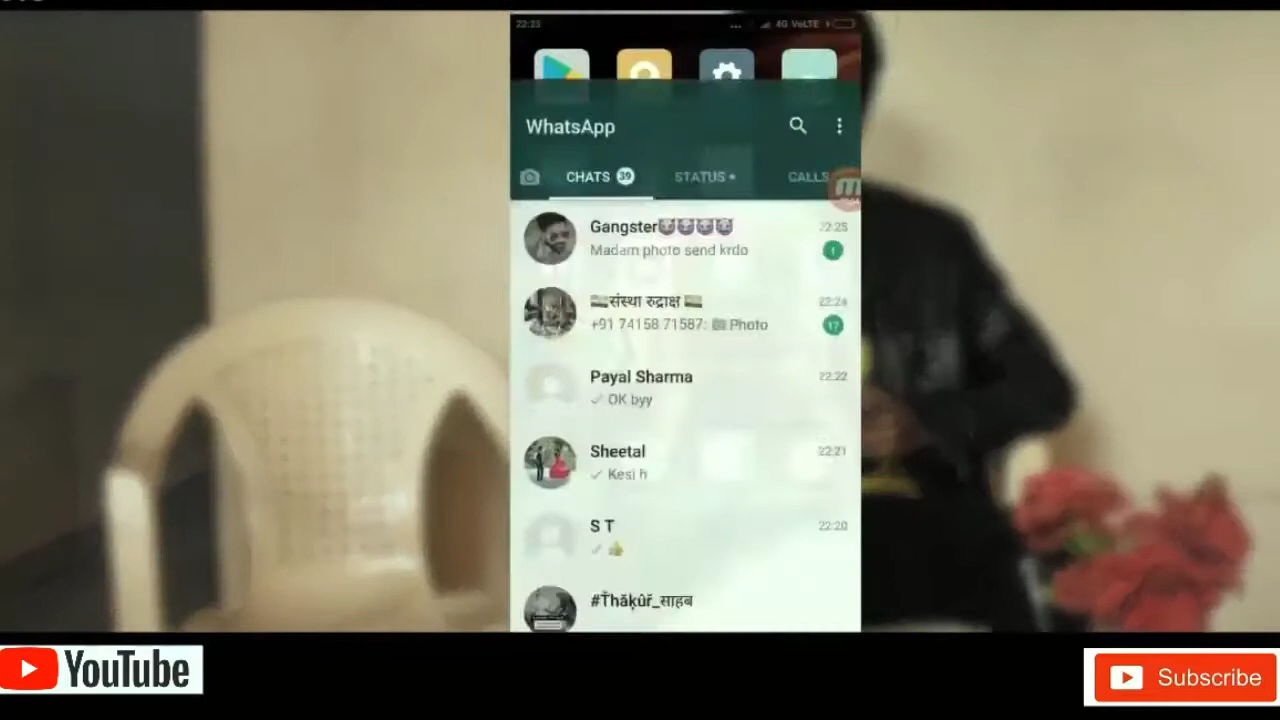 22:25
4G VoLTE
WhatsApp
CHATS 39
STATUS
CALLS
Gangster
22:25
Madam photo send krdo
1
संस्था रुद्राक्ष
22:24
+91 74158 71587: Photo
17
Payal Sharma
22:22
OK byy
Sheetal
22:21
Kesi h
S T
22:20
#Ťhăķûř_साहब
YouTube
Subscribe